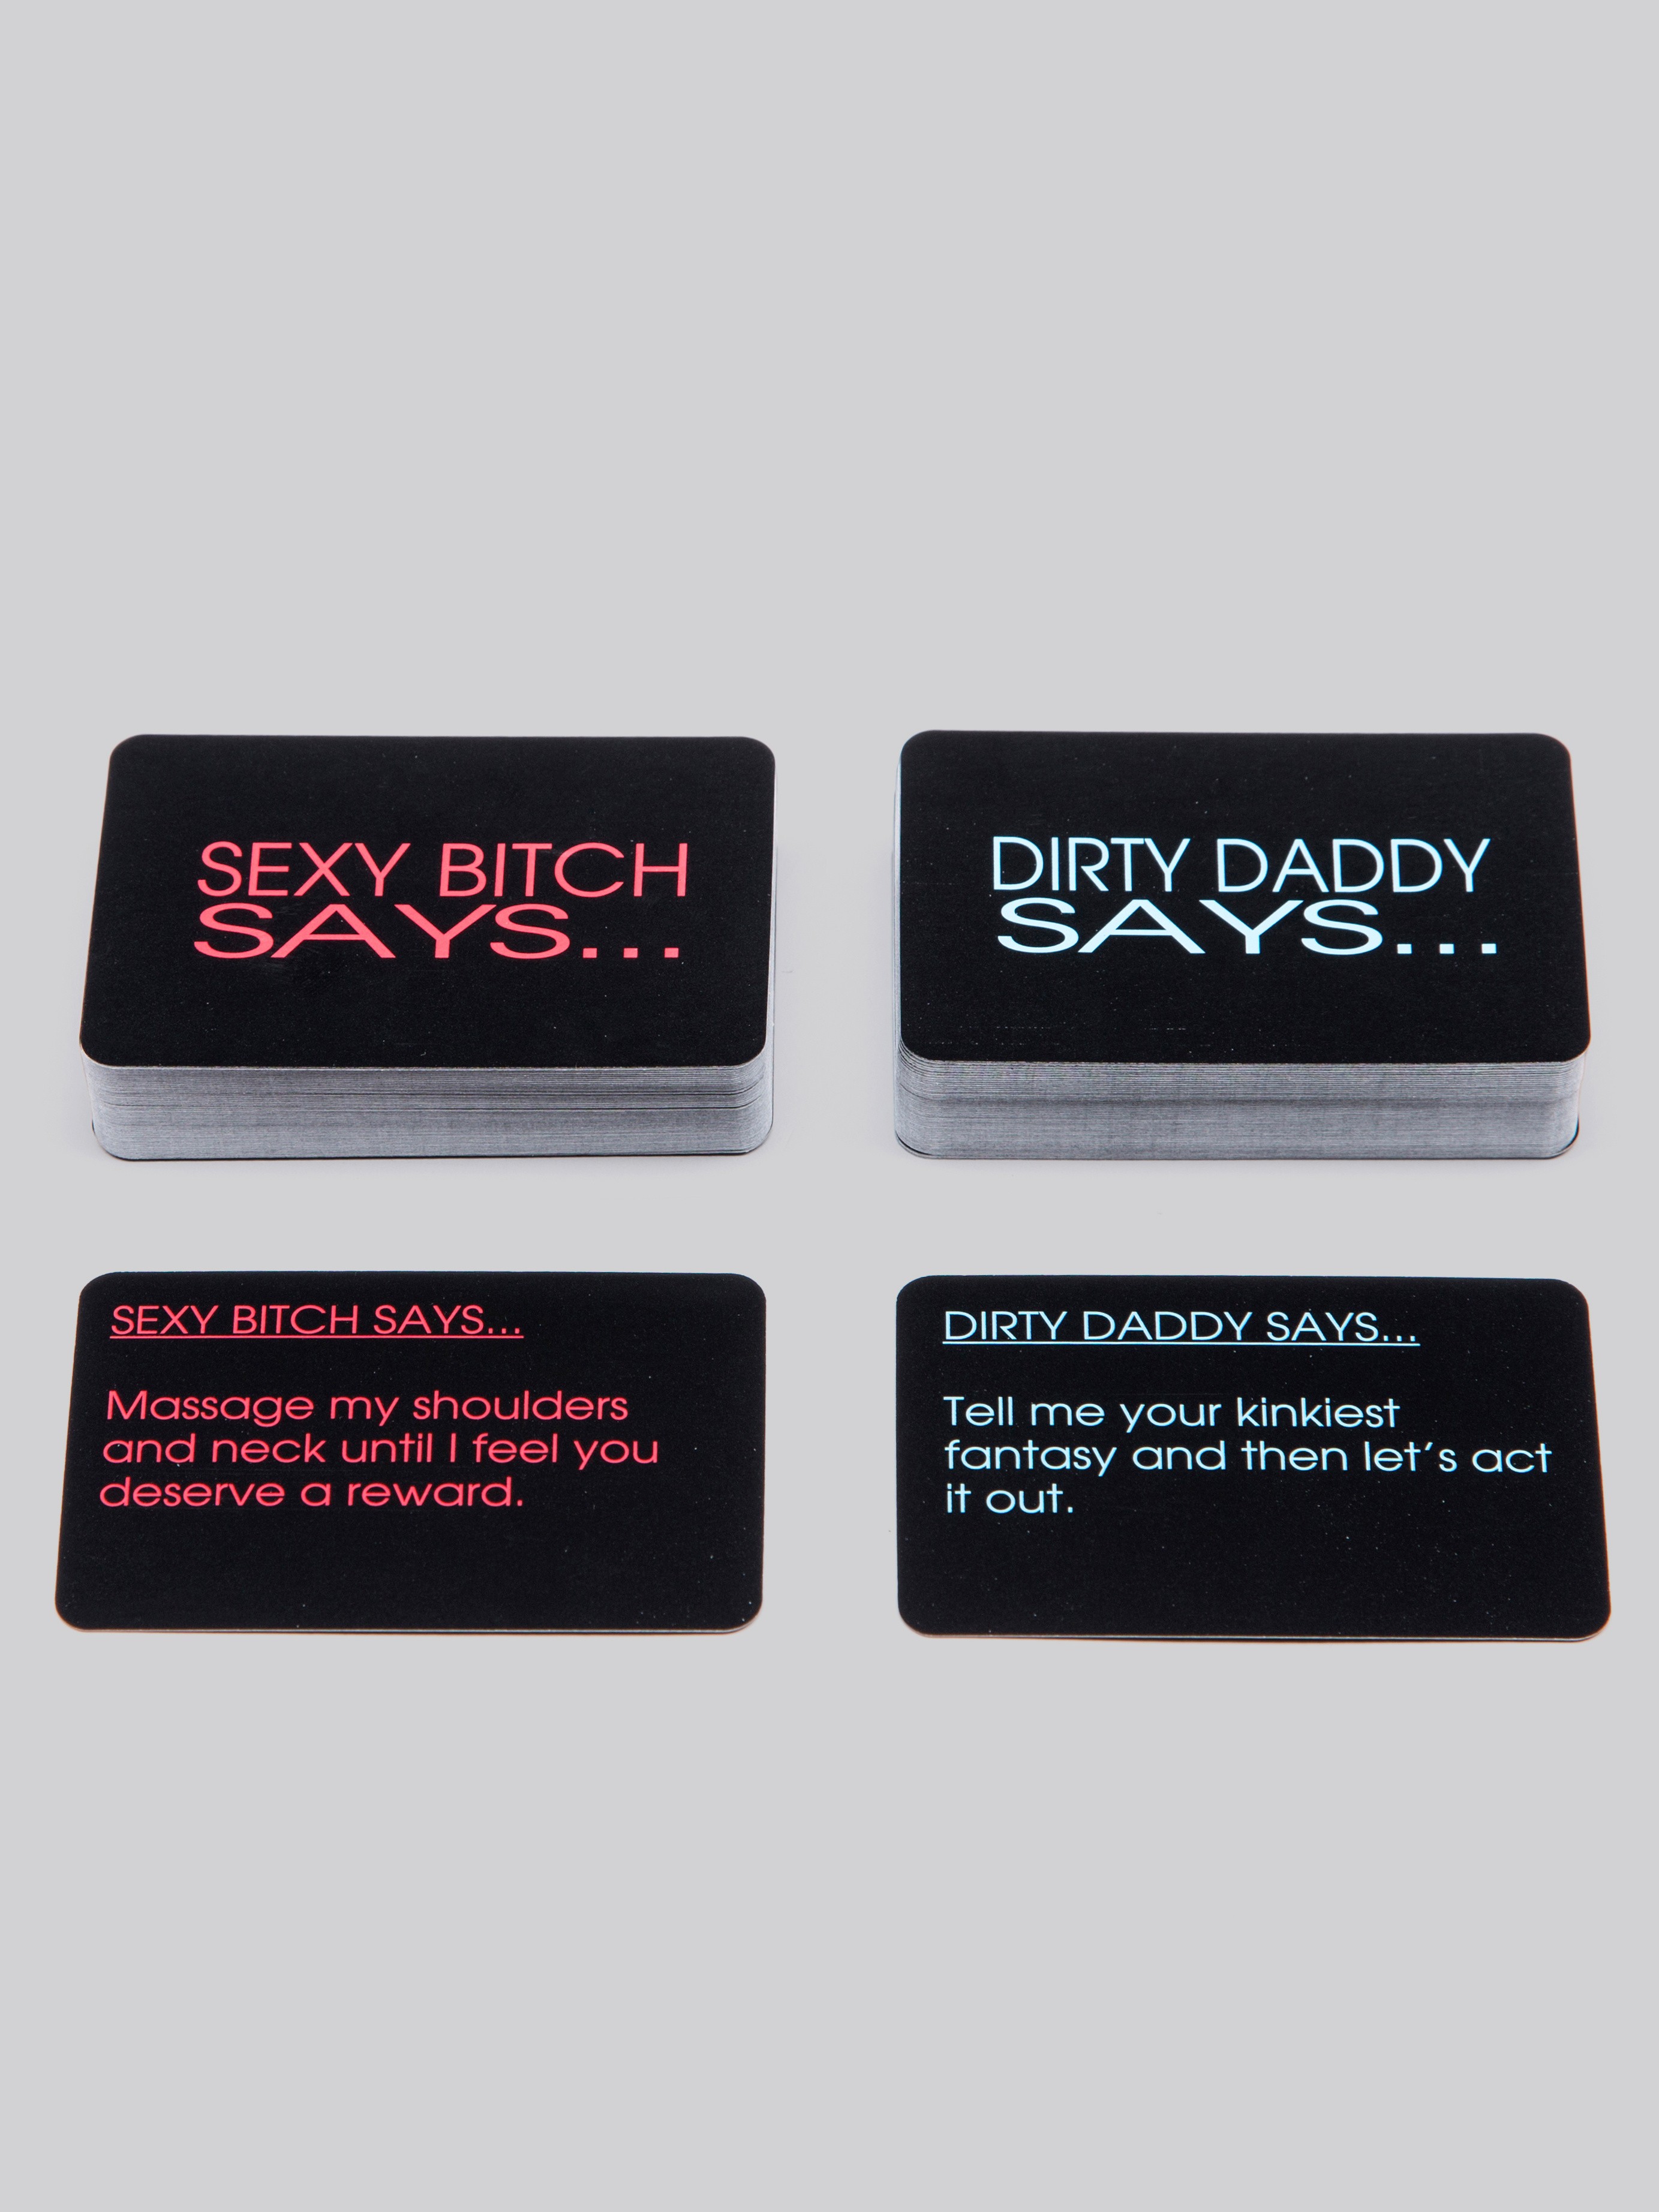 SEXY BITCH
SAYS...
DIRTY DADDY
SAYS...
SEXY BITCH SAYS...
Massage my shoulders
and neck until I feel you
deserve a reward.
DIRTY DADDY SAYS...
Tell me your kinkiest
fantasy and then let's act
it out.